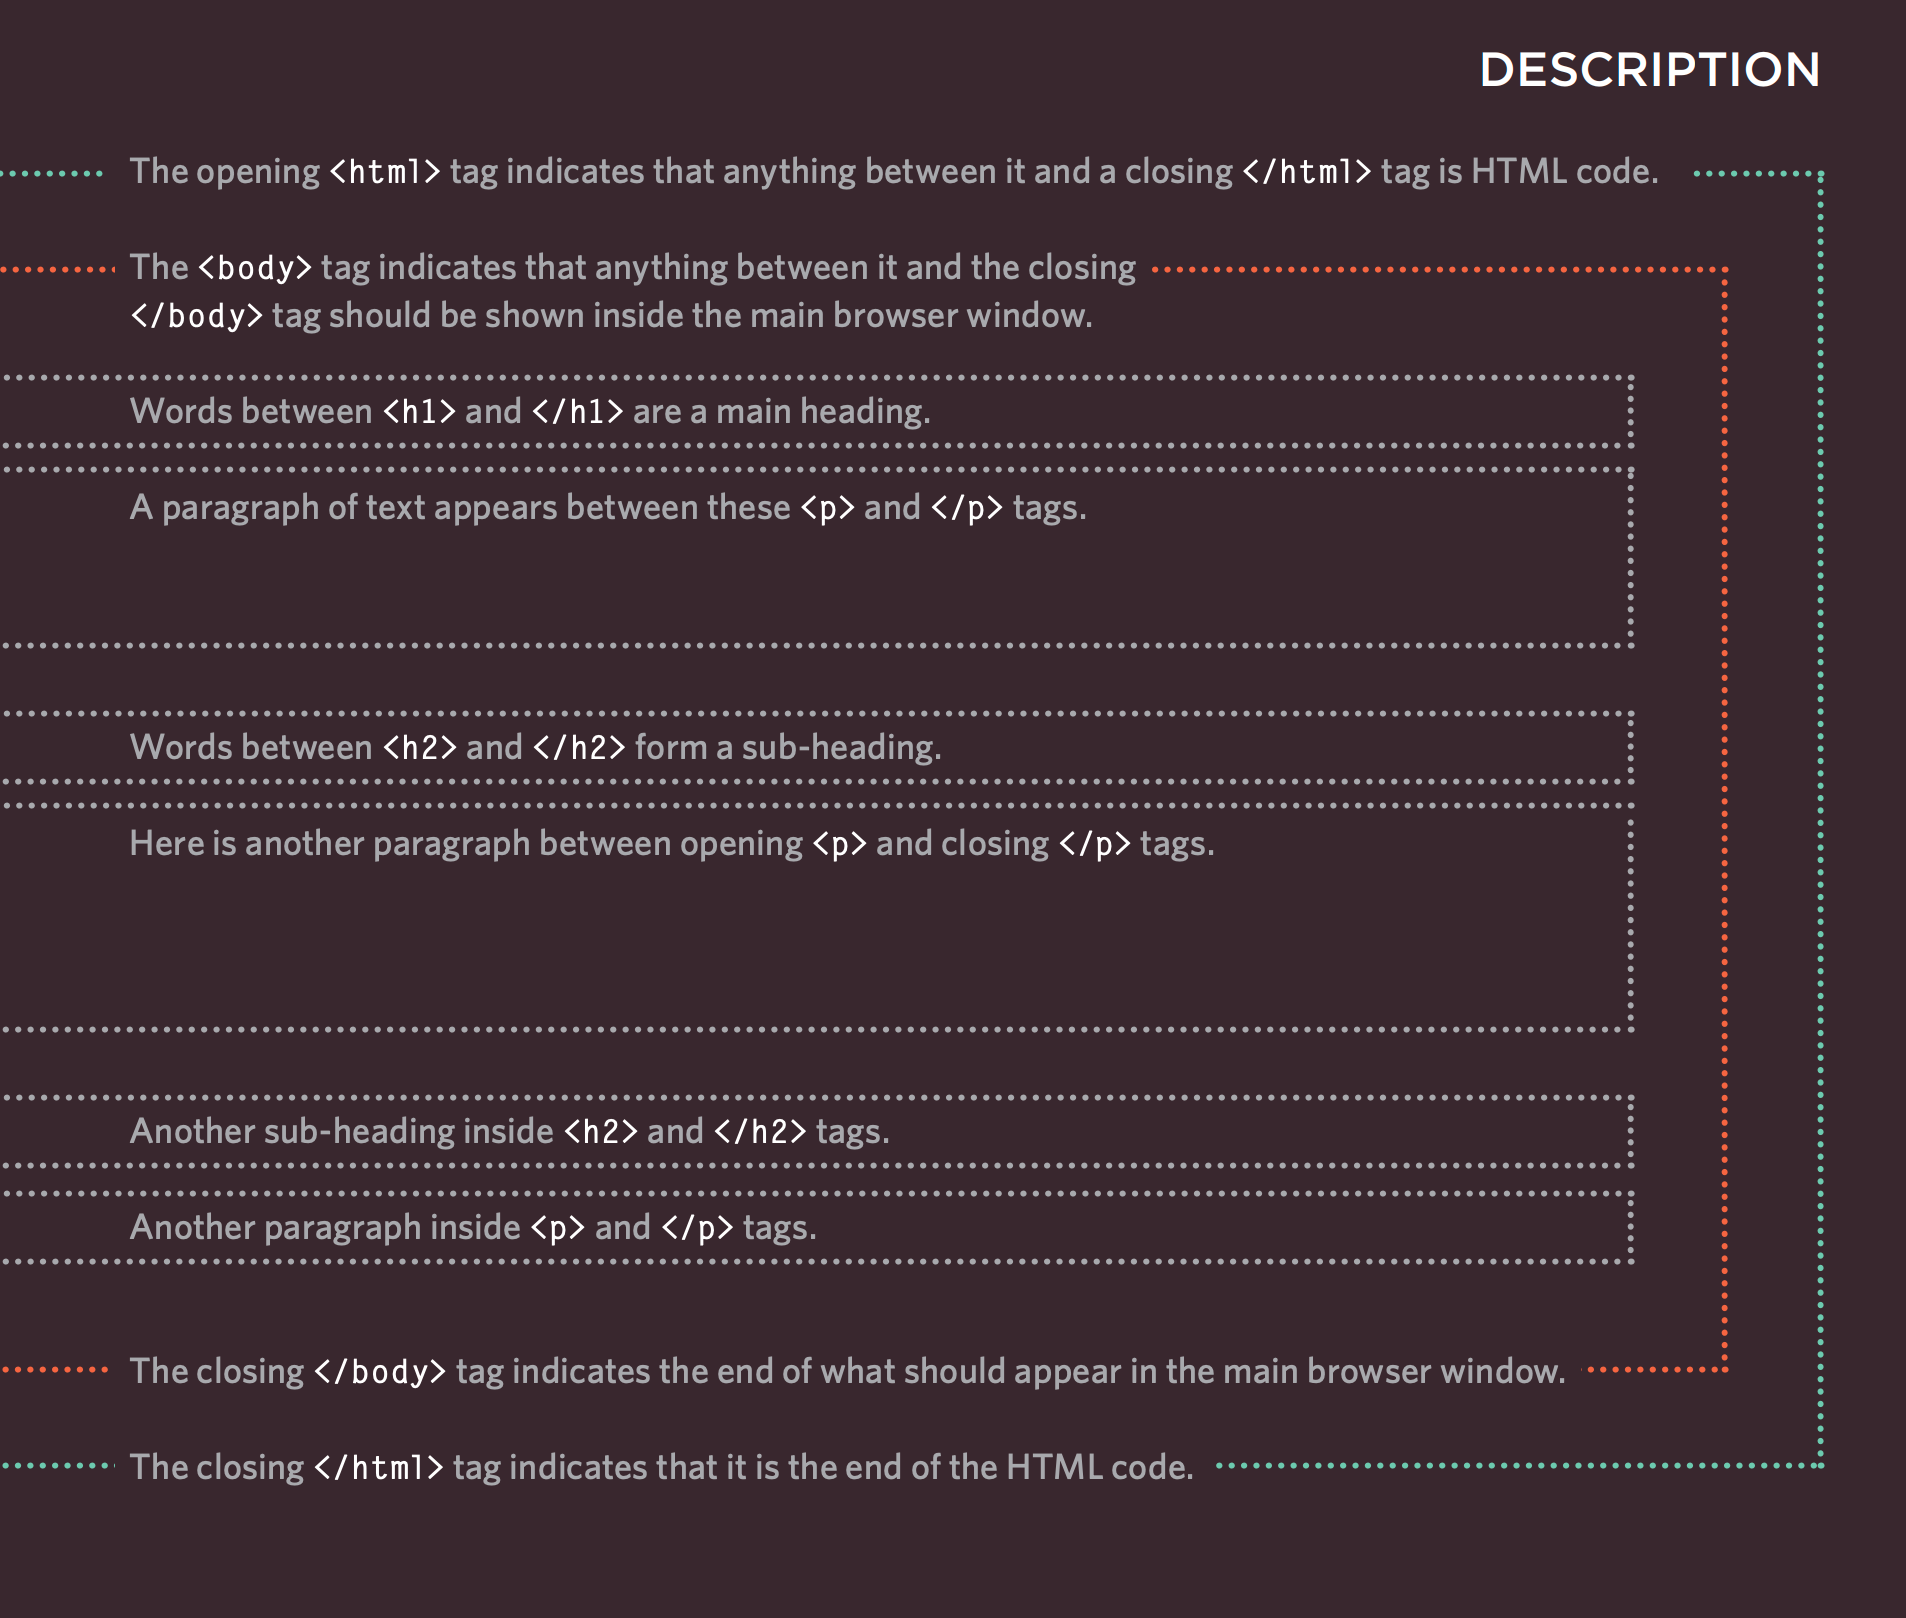 DESCRIPTION
The opening <html> tag indicates that anything between it and a closing </html> tag is HTML code.
The <body> tag indicates that anything between it and the closing
</body> tag should be shown inside the main browser window.
Words between <h1> and </h1> are a main heading.
A paragraph of text appears between these <p> and </p> tags.
Words between <h2> and </h2> form a sub-heading.
Here is another paragraph between opening <p> and closing </p> tags.
Another sub-heading inside <h2> and </h2> tags.
Another paragraph inside <p> and </p> tags.
The closing </body> tag indicates the end of what should appear in the main browser window.
The closing </html> tag indicates that it is the end of the HTML code.